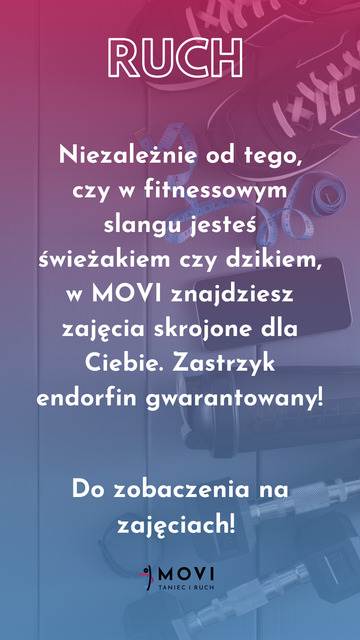 RUCH
Niezależnie od tego,
czy w fitnessowym
slangu jesteś
świeżakiem czy dzikiem,
w MOVI znajdziesz
zajęcia skrojone dla
Ciebie. Zastrzyk
endorfin gwarantowany!
Do zobaczenia na
zajęciach!
MOVI
TANIEC I RUCH